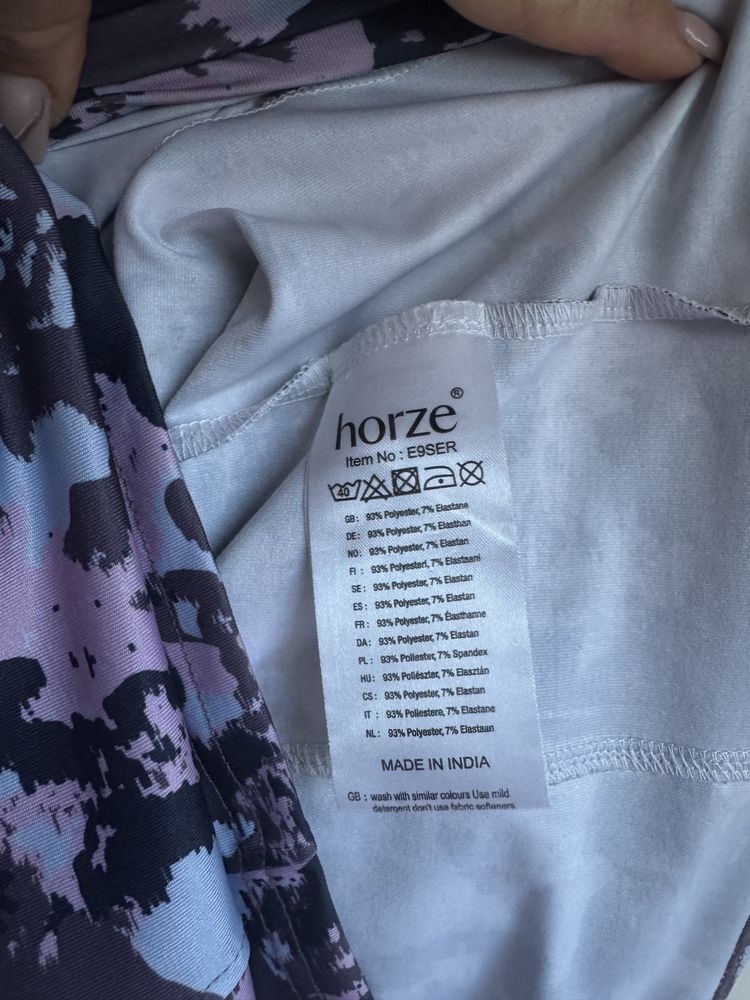 horze®
Item No : E9SER
40
GB: 93% Polyester, 7% Elastane
DE: 93% Polyester, 7% Elasthan
NO: 93% Polyester, 7% Elastan
FI : 93% Polyesteri, 7% Elastaani
SE: 93% Polyester, 7% Elastan
ES: 93% Polyester, 7% Elastan
FR: 93% Polyester, 7% Élasthanne
DA: 93% Polyester, 7% Elastan
PL: 93% Poliester, 7% Spandex
HU: 93% Poliészter, 7% Elasztán
CS: 93% Polyester, 7% Elastan
IT : 93% Poliestere, 7% Elastane
NL: 93% Polyester, 7% Elastaan
MADE IN INDIA
GB : wash with similar colours Use mild
detergent don't use fabric softeners